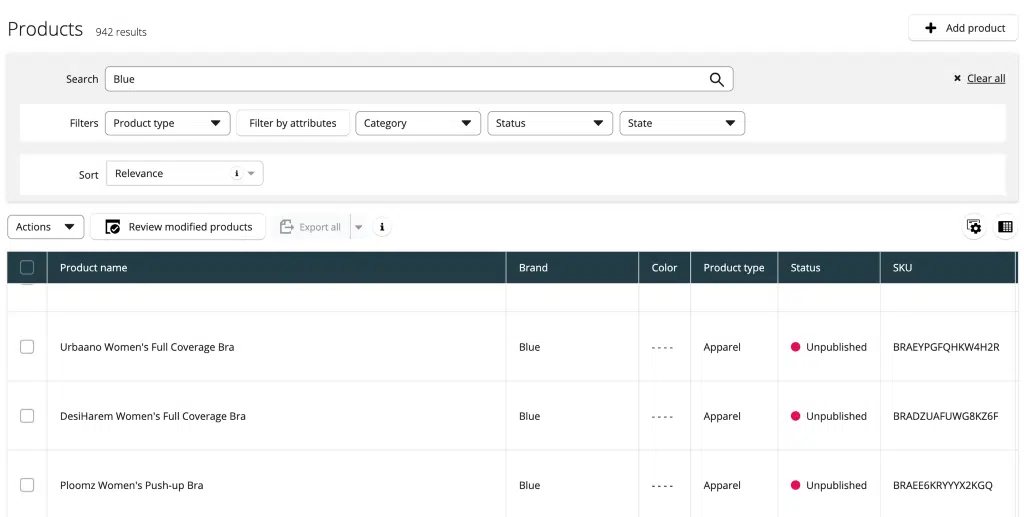 Products 942 results
+ Add product
Search Blue × Clear all
Filters Product type Filter by attributes Category Status State
Sort Relevance i
Actions Review modified products Export all i
Product name Brand Color Product type Status SKU
Urbaano Women's Full Coverage Bra Blue ---- Apparel Unpublished BRAEYPGFQHKW4H2R
DesiHarem Women's Full Coverage Bra Blue ---- Apparel Unpublished BRADZUAFUWG8KZ6F
Ploomz Women's Push-up Bra Blue ---- Apparel Unpublished BRAEE6KRYYYX2KGQ